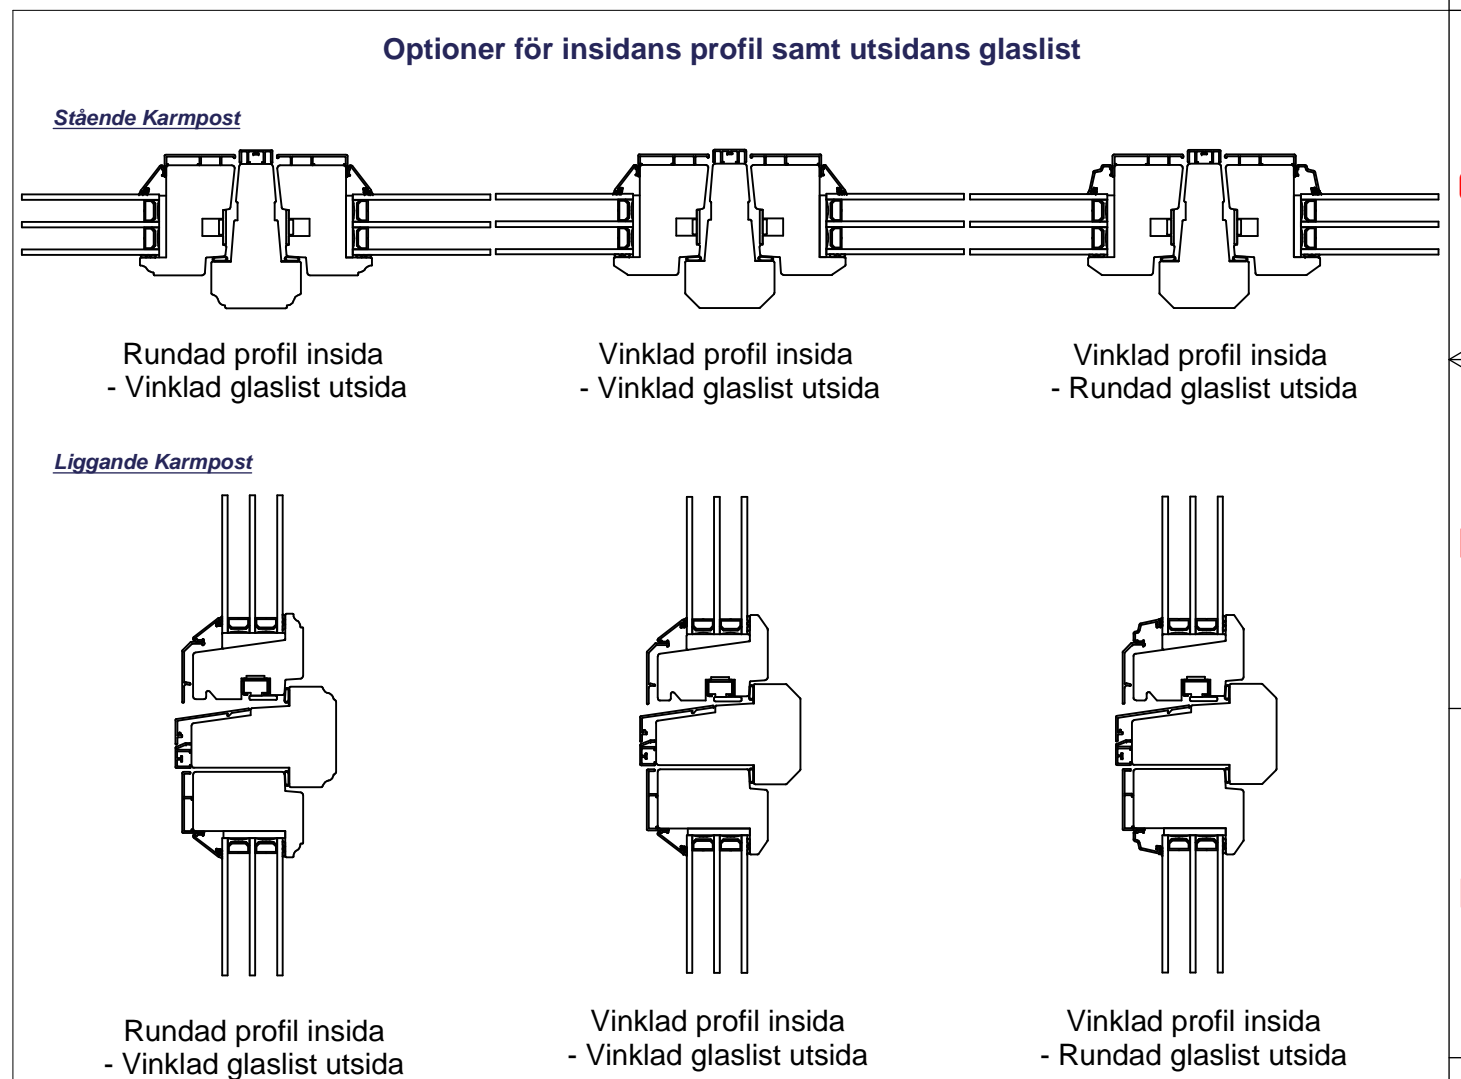 Optioner för insidans profil samt utsidans glaslist
Stående Karmpost
Rundad profil insida
- Vinklad glaslist utsida
Vinklad profil insida
- Vinklad glaslist utsida
Vinklad profil insida
- Rundad glaslist utsida
Liggande Karmpost
Rundad profil insida
- Vinklad glaslist utsida
Vinklad profil insida
- Vinklad glaslist utsida
Vinklad profil insida
- Rundad glaslist utsida